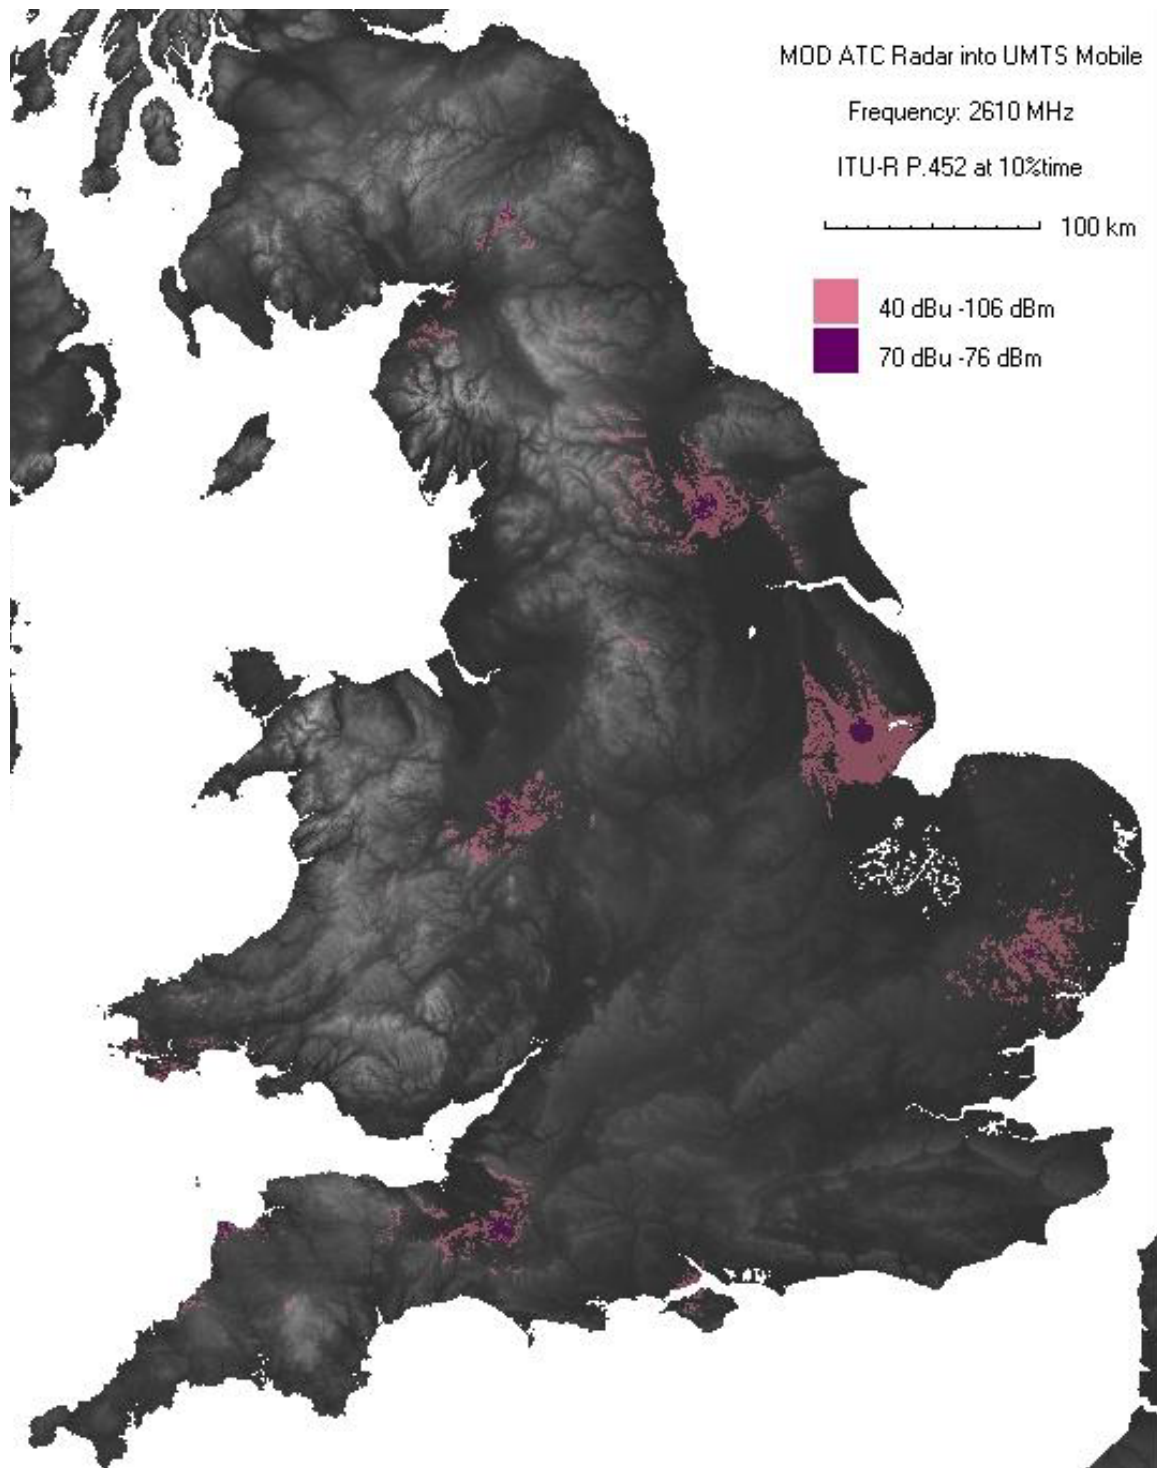 MOD ATC Radar into UMTS Mobile
Frequency: 2610 MHz
ITU-R P.452 at 10%time
100 km
40 dBu -106 dBm
70 dBu -76 dBm